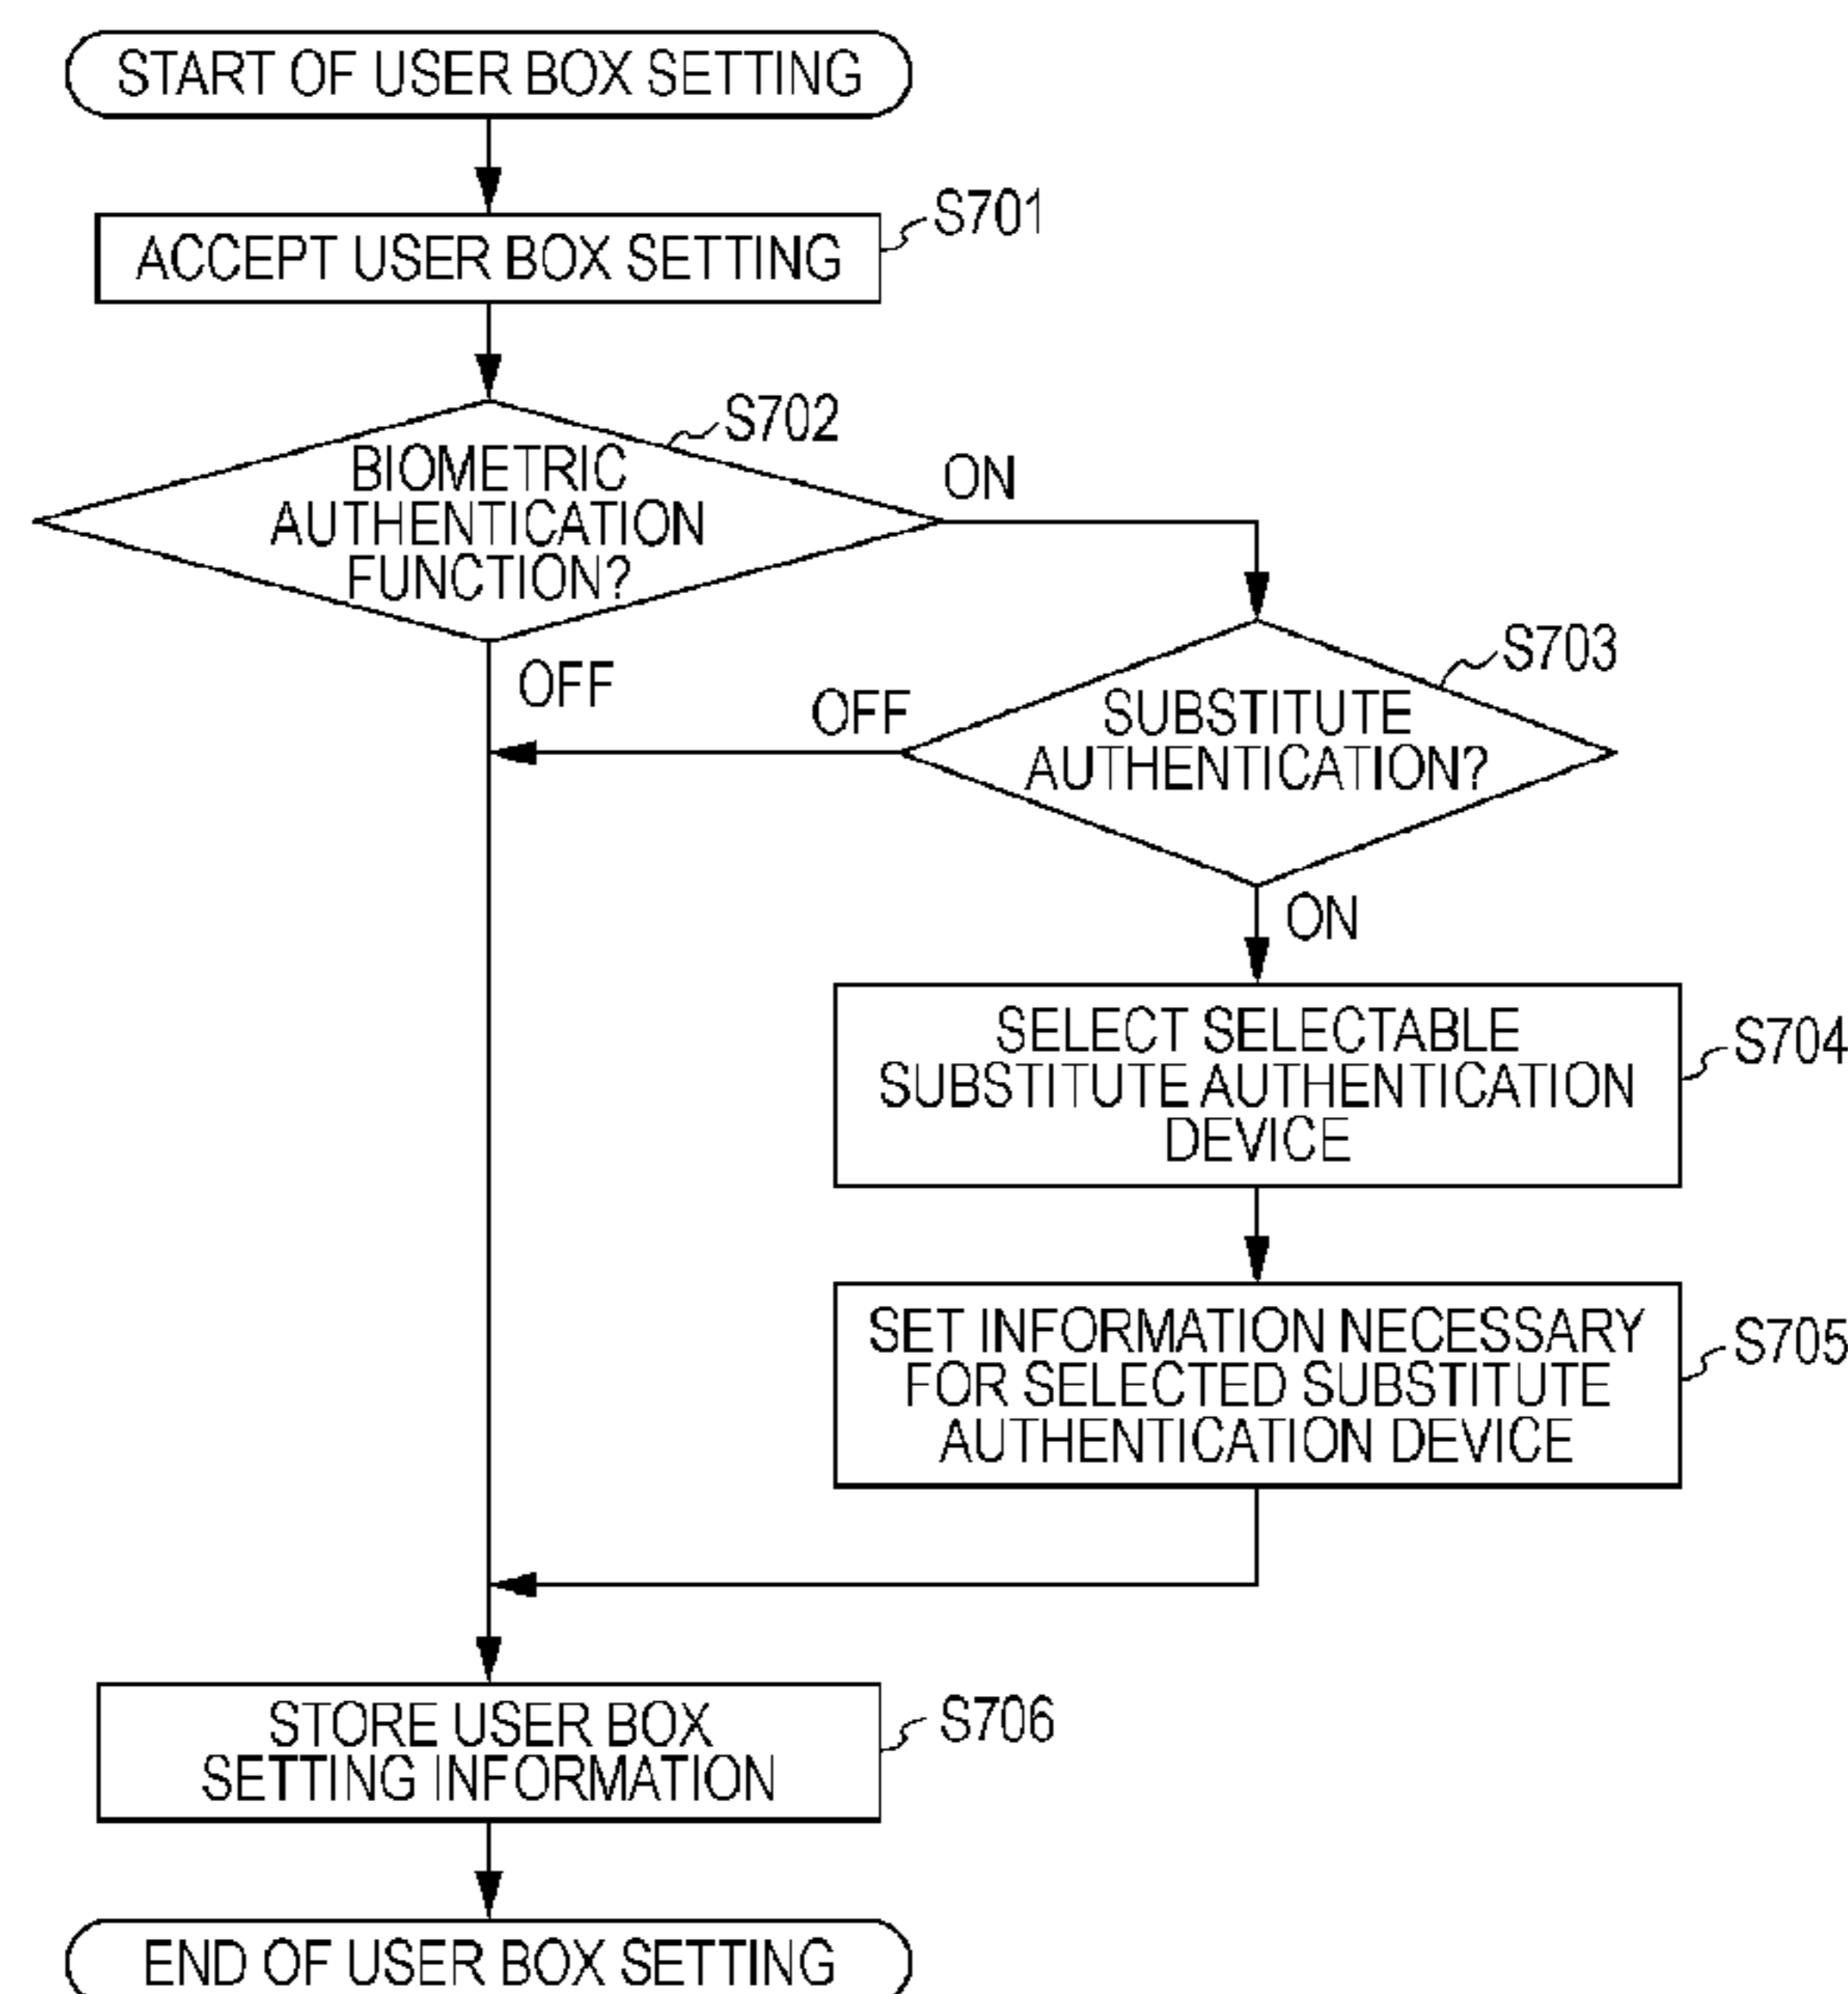 START OF USER BOX SETTING
S701
ACCEPT USER BOX SETTING
S702
BIOMETRIC
AUTHENTICATION
FUNCTION?
ON
OFF
S703
SUBSTITUTE
AUTHENTICATION?
OFF
ON
SELECT SELECTABLE
SUBSTITUTE AUTHENTICATION
DEVICE
S704
SET INFORMATION NECESSARY
FOR SELECTED SUBSTITUTE
AUTHENTICATION DEVICE
S705
STORE USER BOX
SETTING INFORMATION
S706
END OF USER BOX SETTING